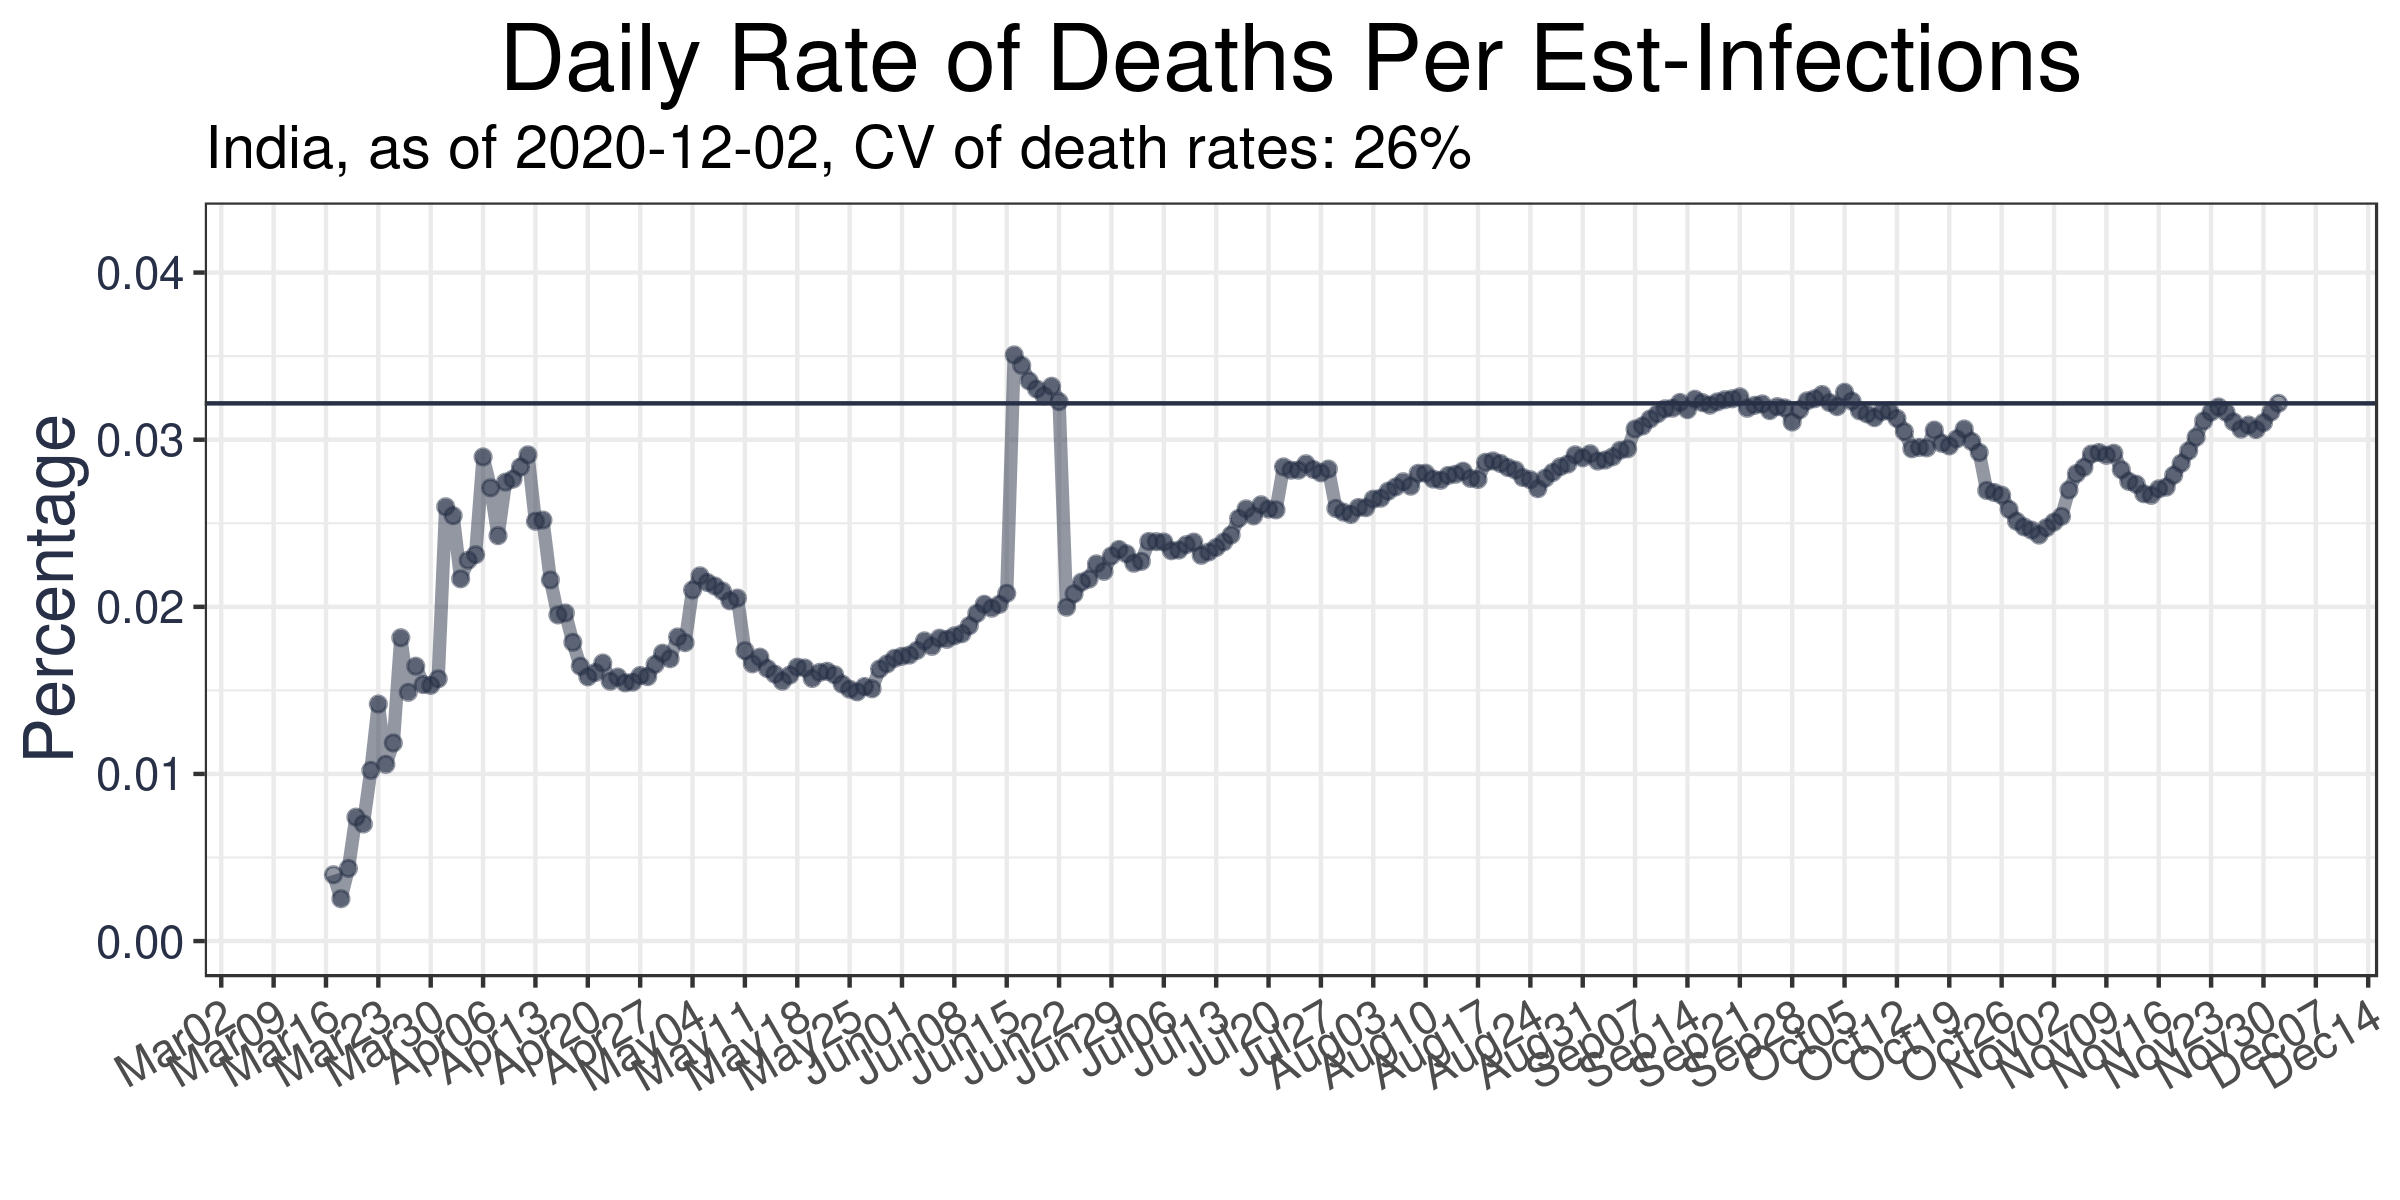 Daily Rate of Deaths Per Est-Infections
India, as of 2020-12-02, CV of death rates: 26%
Percentage
0.04
0.03
0.02
0.01
0.00
Mar02
Mar09
Mar16
Mar23
Mar30
Apr06
Apr13
Apr20
Apr27
May04
May11
May18
May25
Jun01
Jun08
Jun15
Jun22
Jun29
Jul06
Jul13
Jul20
Jul27
Aug03
Aug10
Aug17
Aug24
Aug31
Sep07
Sep14
Sep21
Sep28
Oct05
Oct12
Oct19
Oct26
Nov02
Nov09
Nov16
Nov23
Nov30
Dec07
Dec14